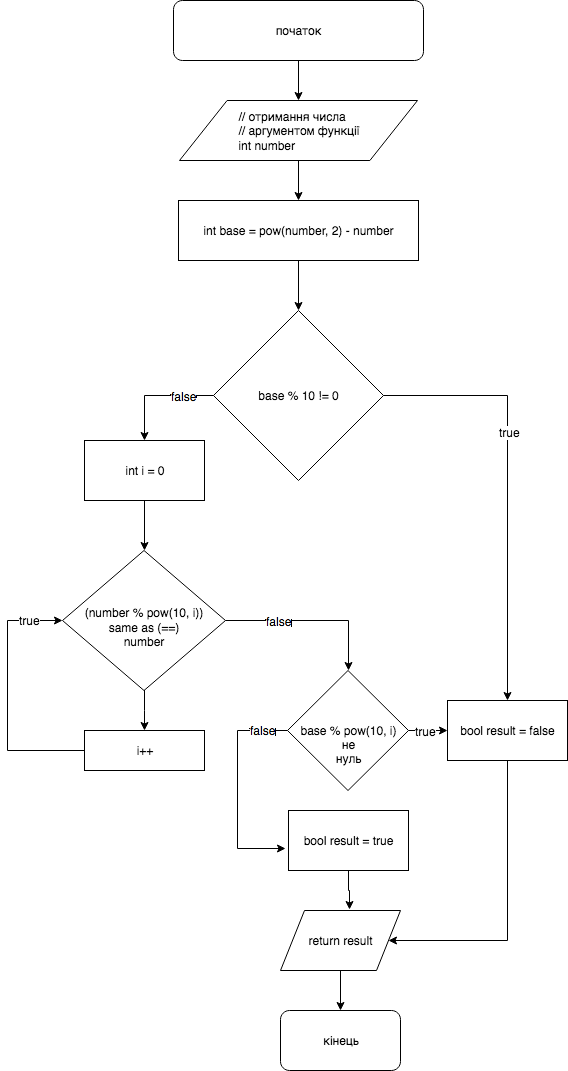 початок
// отримання числа
// аргументом функції
int number
int base = pow(number, 2) - number
base % 10 != 0
false
true
int i = 0
(number % pow(10, i))
same as (==)
number
true
false
i++
base % pow(10, i)
не
нуль
false
true
bool result = false
bool result = true
return result
кінець